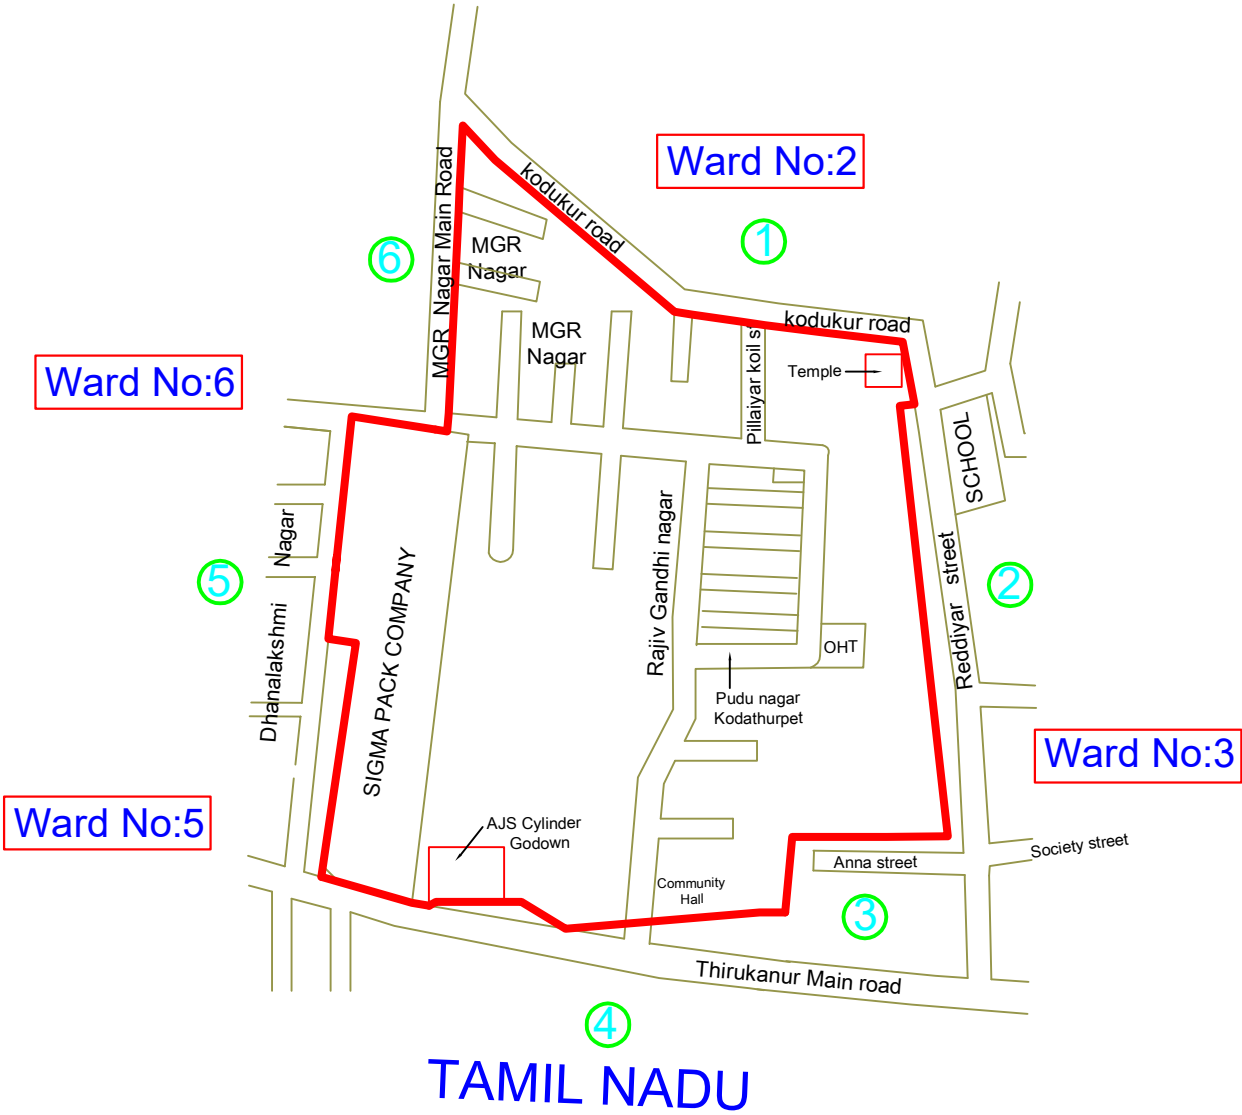 Ward No:2
kodukur road
MGR Nagar Main Road
1
6
MGR
Nagar
kodukur road
MGR
Nagar
Pillaiyar koil s
Temple
Ward No:6
SCHOOL
Rajiv Gandhi nagar
Nagar
Dhanalakshmi
5
SIGMA PACK COMPANY
Reddiyar street
2
OHT
Pudu nagar
Kodathurpet
Ward No:3
Ward No:5
AJS Cylinder
Godown
Society street
Anna street
Community
Hall
3
Thirukanur Main road
4
TAMIL NADU